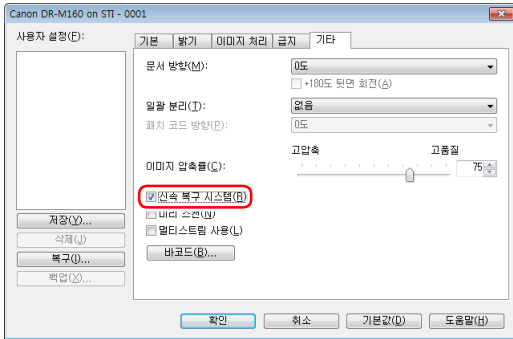 Canon DR-M160 on STI - 0001
사용자 설정(F):
기본 밝기 이미지 처리 급지 기타
문서 방향(M): 0도
+180도 뒷면 회전(A)
일괄 분리(T): 없음
패치 코드 방향(P): 0도
고압축 고품질
이미지 압축률(C): 75
신속 복구 시스템(R)
미리 스캔(N)
멀티스트림 사용(L)
바코드(B)...
저장(Y)...
삭제(J)
복구(I)...
백업(X)...
확인 취소 기본값(D) 도움말(H)